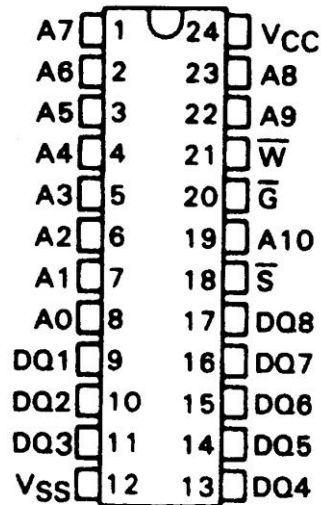 A7 1 24 VCC
A6 2 23 A8
A5 3 22 A9
A4 4 21 W̅
A3 5 20 G̅
A2 6 19 A10
A1 7 18 S̅
A0 8 17 DQ8
DQ1 9 16 DQ7
DQ2 10 15 DQ6
DQ3 11 14 DQ5
VSS 12 13 DQ4